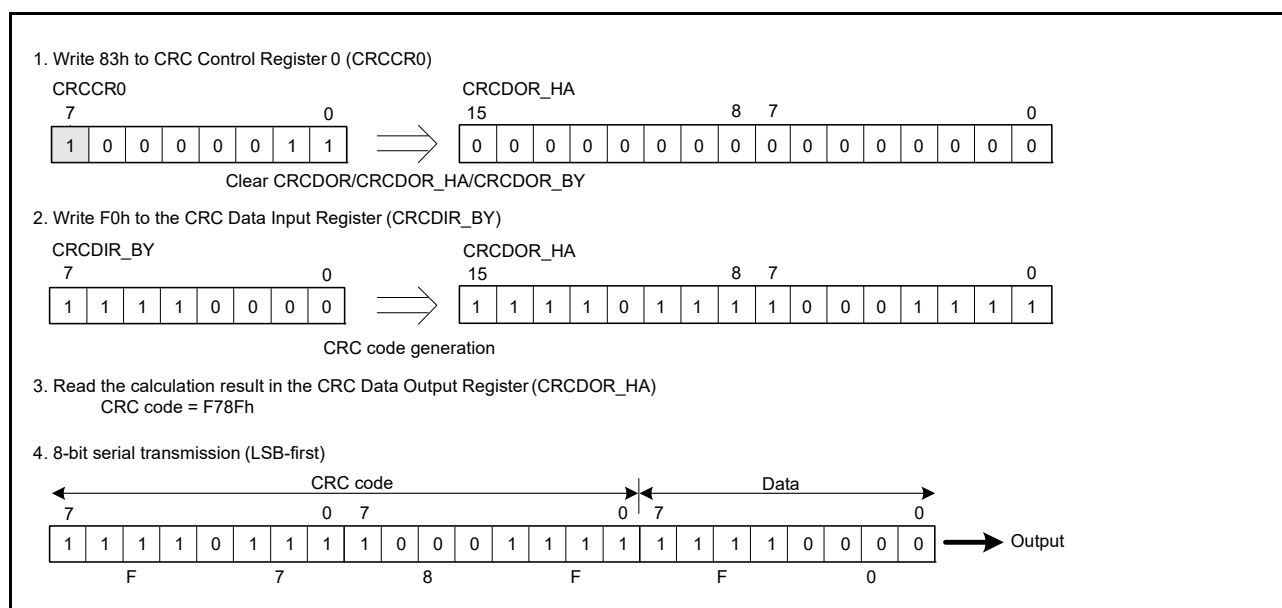 1. Write 83h to CRC Control Register 0 (CRCCR0)
CRCCR0 CRCDOR_HA
7 0 15 8 7 0
1 0 0 0 0 0 1 1 0 0 0 0 0 0 0 0 0 0 0 0 0 0 0 0
Clear CRCDOR/CRCDOR_HA/CRCDOR_BY
2. Write F0h to the CRC Data Input Register (CRCDIR_BY)
CRCDIR_BY CRCDOR_HA
7 0 15 8 7 0
1 1 1 1 0 0 0 0 1 1 1 1 0 1 1 1 1 0 0 0 1 1 1 1
CRC code generation
3. Read the calculation result in the CRC Data Output Register (CRCDOR_HA)
CRC code = F78Fh
4. 8-bit serial transmission (LSB-first)
CRC code Data
7 0 7 0 7 0
1 1 1 1 0 1 1 1 1 0 0 0 1 1 1 1 1 1 1 1 0 0 0 0 Output
F 7 8 F F 0